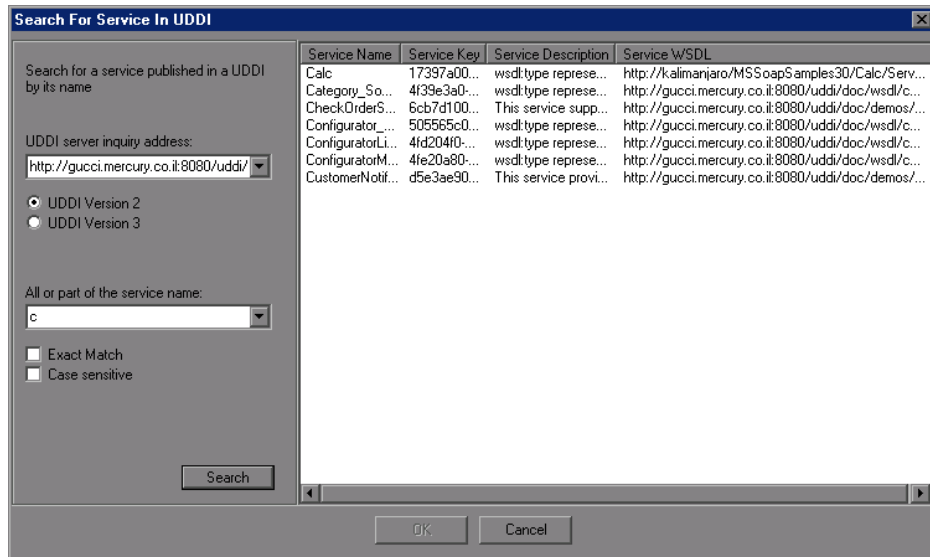 Search For Service In UDDI
Search for a service published in a UDDI
by its name
UDDI server inquiry address:
http://gucci.mercury.co.il:8080/uddi/
UDDI Version 2
UDDI Version 3
All or part of the service name:
c
Exact Match
Case sensitive
Search
Service Name Service Key Service Description Service WSDL
Calc 17397a00... wsdl:type represe... http://kalimanjaro/MSSoapSamples30/Calc/Serv...
Category_So... 4f39e3a0-... wsdl:type represe... http://gucci.mercury.co.il:8080/uddi/doc/wsdl/c...
CheckOrderS... 6cb7d100... This service supp... http://gucci.mercury.co.il:8080/uddi/doc/demos/...
Configurator_... 505565c0... wsdl:type represe... http://gucci.mercury.co.il:8080/uddi/doc/wsdl/c...
ConfiguratorLi... 4fd204f0-... wsdl:type represe... http://gucci.mercury.co.il:8080/uddi/doc/wsdl/c...
ConfiguratorM... 4fe20a80-... wsdl:type represe... http://gucci.mercury.co.il:8080/uddi/doc/wsdl/c...
CustomerNotif... d5e3ae90... This service provi... http://gucci.mercury.co.il:8080/uddi/doc/demos/...
OK
Cancel